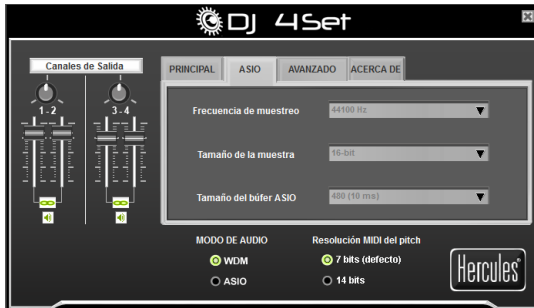 DJ 4Set
Canales de Salida
1 - 2
3 - 4
PRINCIPAL
ASIO
AVANZADO
ACERCA DE
Frecuencia de muestreo
44100 Hz
Tamaño de la muestra
16-bit
Tamaño del búfer ASIO
480 (10 ms)
MODO DE AUDIO
WDM
ASIO
Resolución MIDI del pitch
7 bits (defecto)
14 bits
Hercules